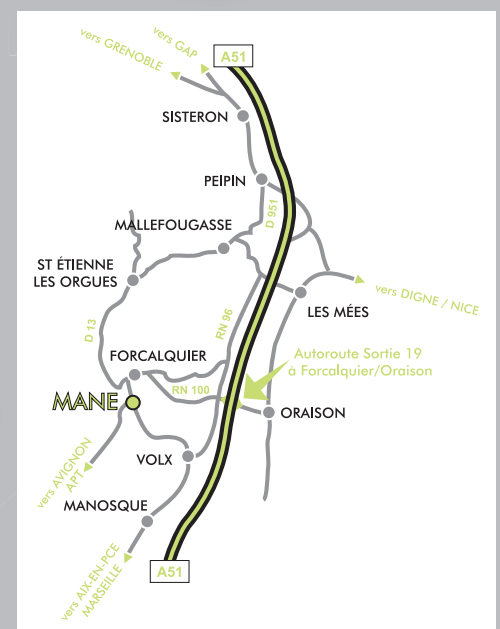 vers GRENOBLE
vers GAP
A51
SISTERON
PEIPIN
D 951
MALLEFOUGASSE
ST ÉTIENNE
LES ORGUES
vers DIGNE / NICE
LES MÉES
D 13
RN 96
FORCALQUIER
Autoroute Sortie 19
à Forcalquier/Oraison
RN 100
MANE
ORAISON
VOLX
vers AVIGNON
APT
MANOSQUE
A51
vers AIX-EN-PCE
MARSEILLE